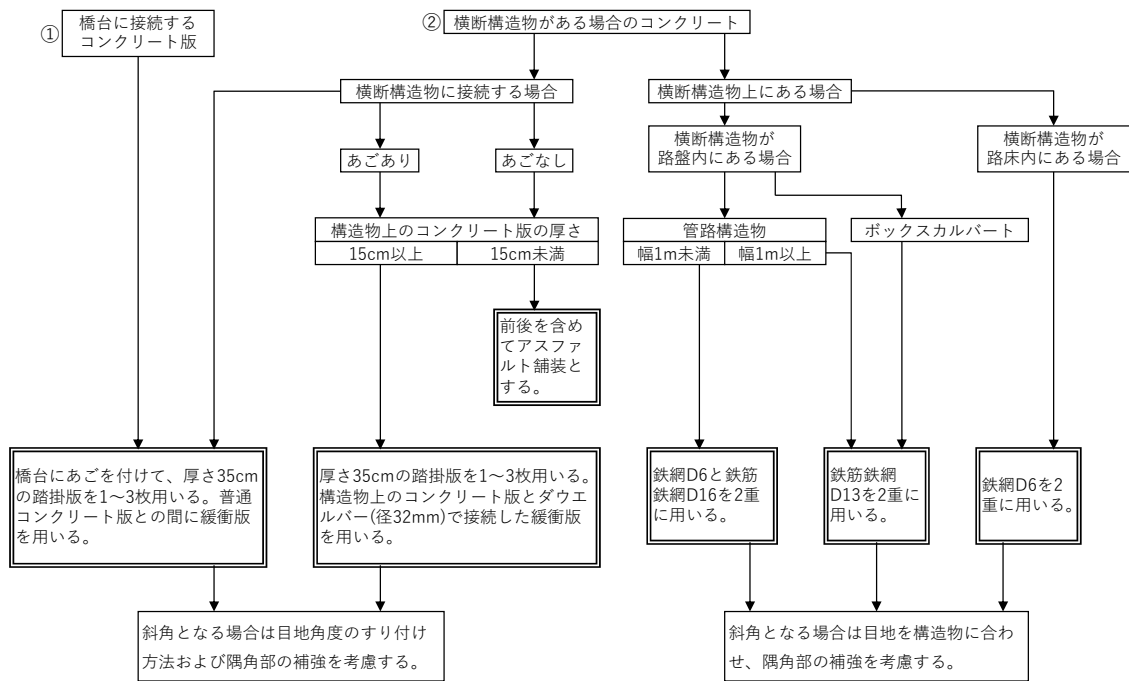 ①
橋台に接続する
コンクリート版
②
横断構造物がある場合のコンクリート
横断構造物に接続する場合
横断構造物上にある場合
あごあり
あごなし
横断構造物が
路盤内にある場合
横断構造物が
路床内にある場合
構造物上のコンクリート版の厚さ
15cm以上
15cm未満
管路構造物
幅1m未満
幅1m以上
ボックスカルバート
前後を含め
てアスファ
ルト舗装と
する。
橋台にあごを付けて、厚さ35cm
の踏掛版を1〜3枚用いる。普通
コンクリート版との間に緩衝版
を用いる。
厚さ35cmの踏掛版を1〜3枚用いる。
構造物上のコンクリート版とダウエ
ルバー(径32mm)で接続した緩衝版
を用いる。
鉄網D6と鉄筋
鉄網D16を2重
に用いる。
鉄筋鉄網
D13を2重に
用いる。
鉄網D6を2
重に用いる。
斜角となる場合は目地角度のすり付け
方法および隅角部の補強を考慮する。
斜角となる場合は目地を構造物に合わ
せ、隅角部の補強を考慮する。